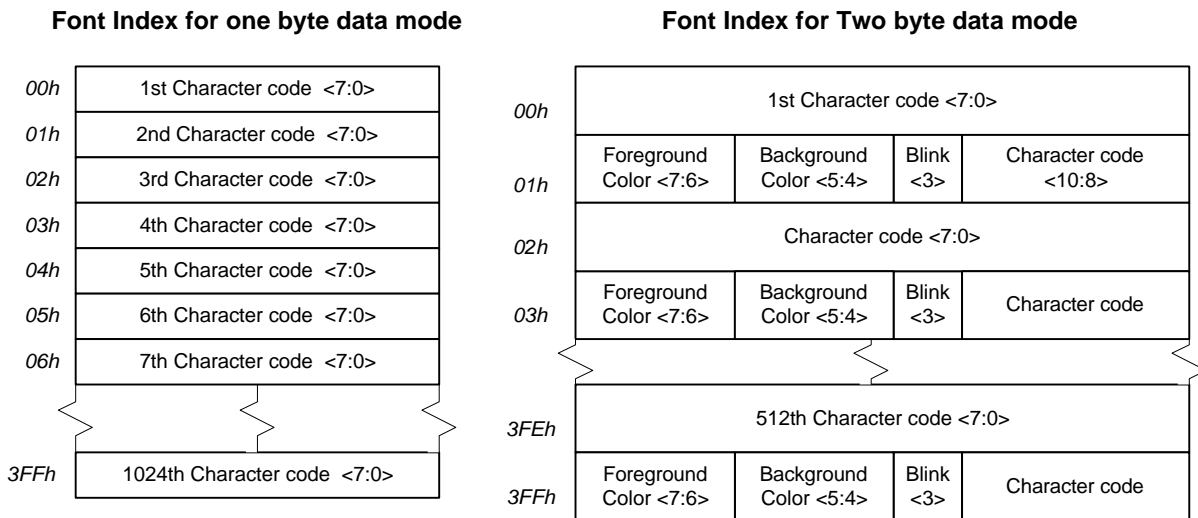 Font Index for one byte data mode
00h 1st Character code <7:0>
01h 2nd Character code <7:0>
02h 3rd Character code <7:0>
03h 4th Character code <7:0>
04h 5th Character code <7:0>
05h 6th Character code <7:0>
06h 7th Character code <7:0>
3FFh 1024th Character code <7:0>
Font Index for Two byte data mode
00h 1st Character code <7:0>
01h
Foreground
Color <7:6>
Background
Color <5:4>
Blink
<3>
Character code
<10:8>
02h Character code <7:0>
03h
Foreground
Color <7:6>
Background
Color <5:4>
Blink
<3>
Character code
3FEh 512th Character code <7:0>
3FFh
Foreground
Color <7:6>
Background
Color <5:4>
Blink
<3>
Character code